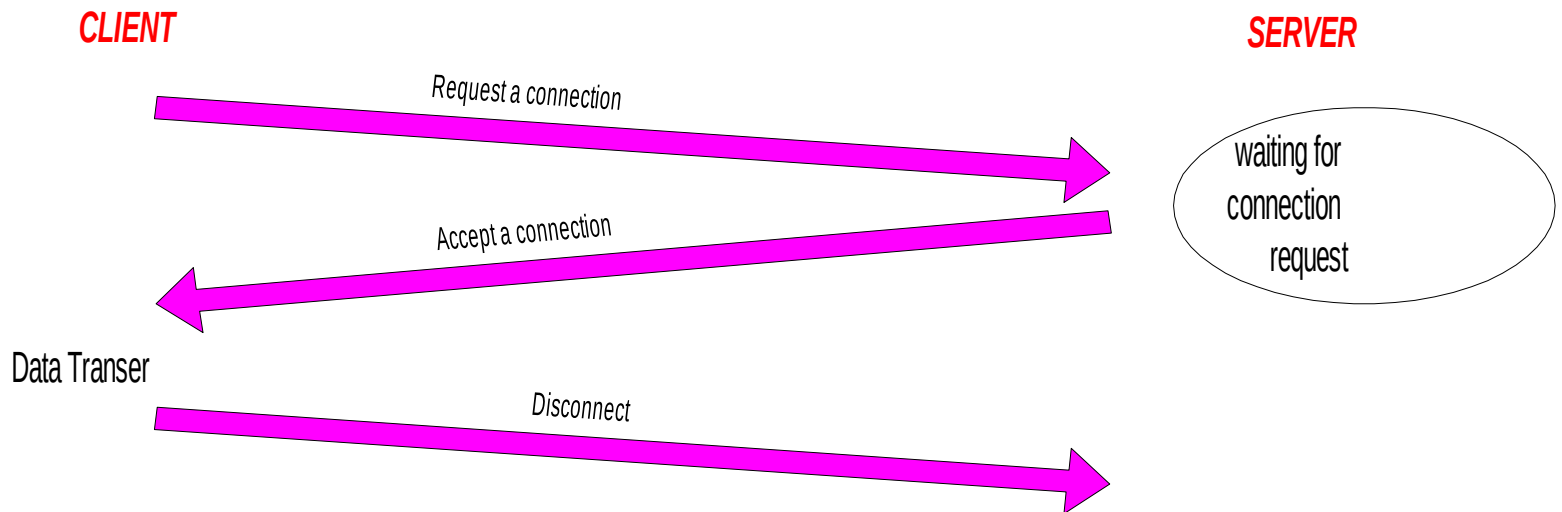 CLIENT
SERVER
Request a connection
waiting for
connection
request
Accept a connection
Data Transer
Disconnect